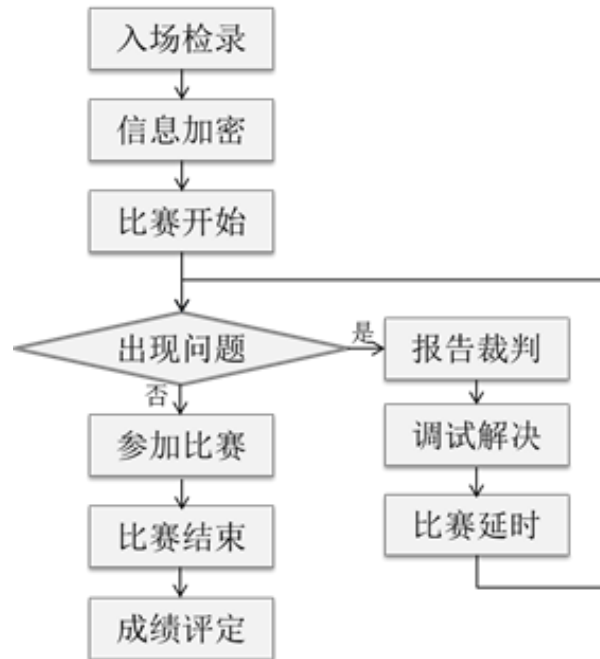 入场检录
信息加密
比赛开始
出现问题
是
报告裁判
否
调试解决
参加比赛
比赛延时
比赛结束
成绩评定